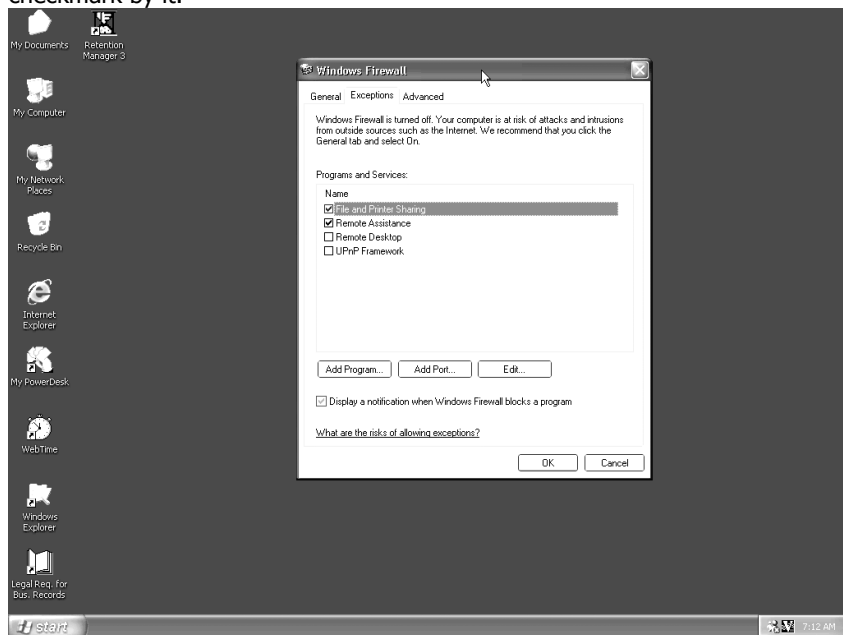 checkmark by it.
My Documents
Retention
Manager 3
My Computer
My Network
Places
Recycle Bin
Internet
Explorer
My PowerDesk
WebTime
Windows
Explorer
Legal Req. for
Bus. Records
Windows Firewall
General Exceptions Advanced
Windows Firewall is turned off. Your computer is at risk of attacks and intrusions
from outside sources such as the Internet. We recommend that you click the
General tab and select On.
Programs and Services:
Name
File and Printer Sharing
Remote Assistance
Remote Desktop
UPnP Framework
Add Program... Add Port... Edit...
Display a notification when Windows Firewall blocks a program
What are the risks of allowing exceptions?
OK Cancel
start
7:12 AM